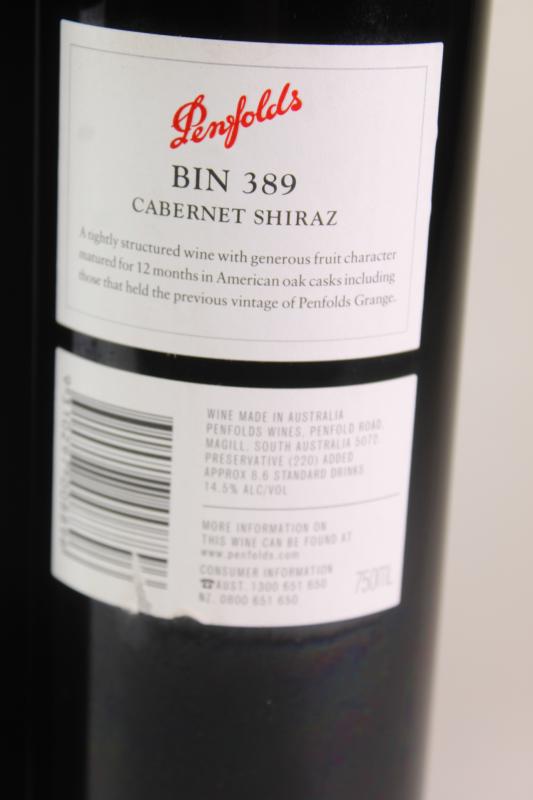 Penfolds
BIN 389
CABERNET SHIRAZ
A tightly structured wine with generous fruit character
matured for 12 months in American oak casks including
those that held the previous vintage of Penfolds Grange.
WINE MADE IN AUSTRALIA
PENFOLDS WINES, PENFOLD ROAD,
MAGILL, SOUTH AUSTRALIA 5072.
PRESERVATIVE (220) ADDED
APPROX 8.6 STANDARD DRINKS
14.5% ALC/VOL
MORE INFORMATION ON
THIS WINE CAN BE FOUND AT
www.penfolds.com
CONSUMER INFORMATION
☎AUST. 1300 651 650
NZ. 0800 651 650
750ML